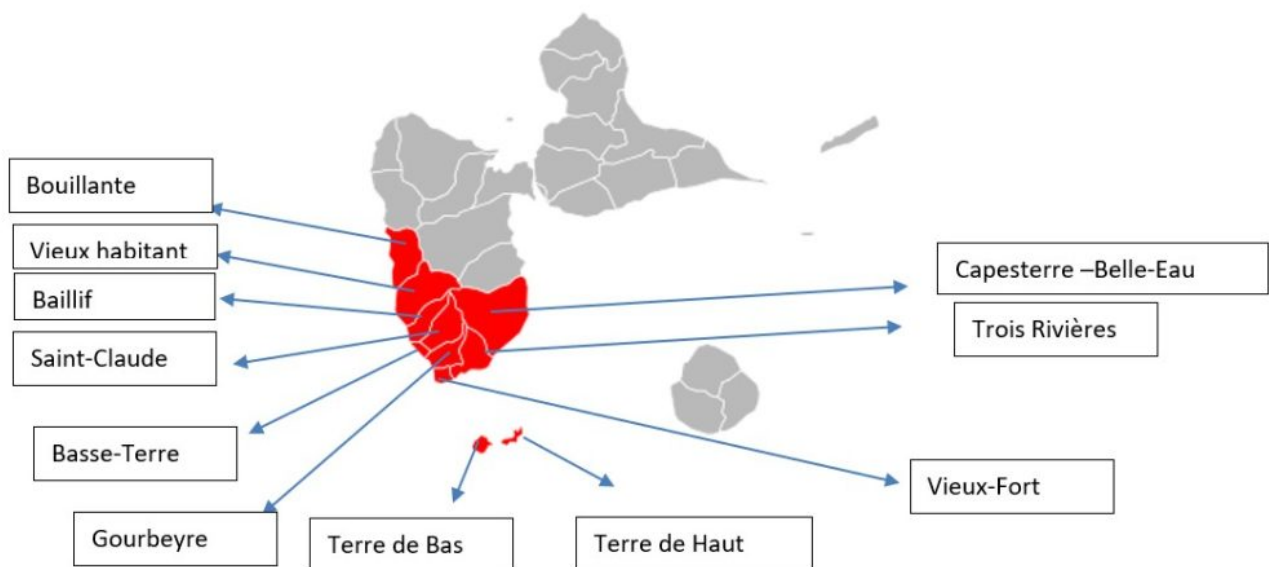 Bouillante
Vieux habitant
Baillif
Saint-Claude
Basse-Terre
Gourbeyre
Terre de Bas
Terre de Haut
Capesterre –Belle-Eau
Trois Rivières
Vieux-Fort